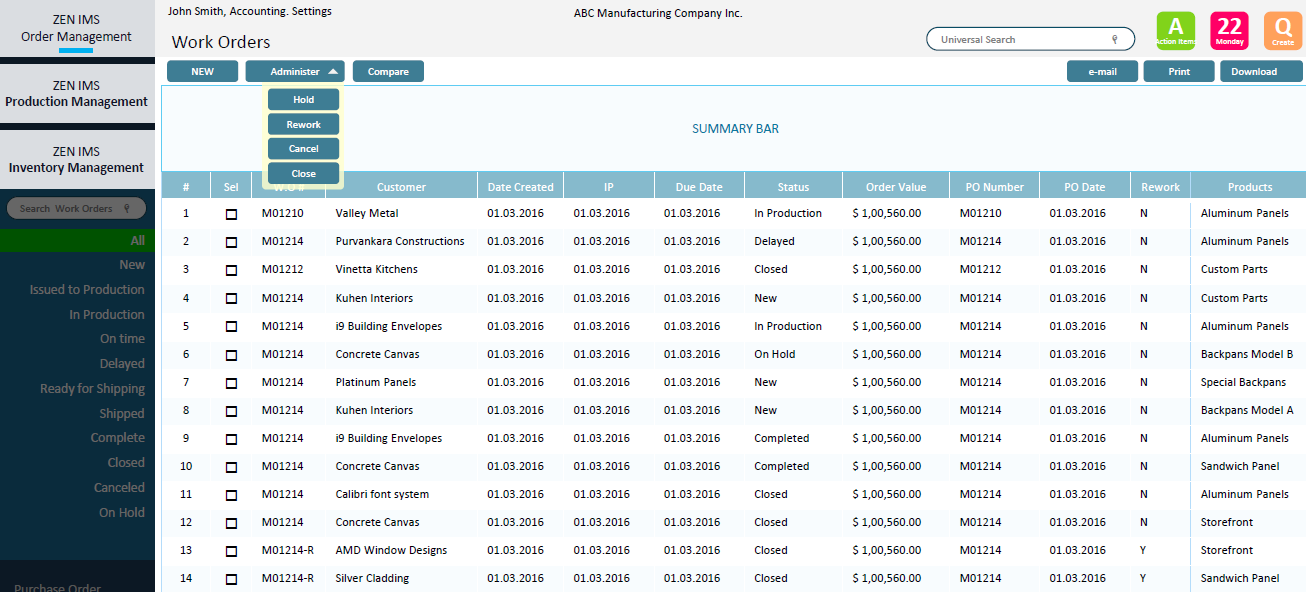 ZEN IMS
Order Management
ZEN IMS
Production Management
ZEN IMS
Inventory Management
Search Work Orders
All
New
Issued to Production
In Production
On time
Delayed
Ready for Shipping
Shipped
Complete
Closed
Canceled
On Hold
Purchase Order
John Smith, Accounting. Settings
ABC Manufacturing Company Inc.
Work Orders
Universal Search
A
Action Items
22
Monday
Q
Create
NEW
Administer
Compare
e-mail
Print
Download
Hold
Rework
Cancel
Close
SUMMARY BAR
# Sel W.O # Customer Date Created IP Due Date Status Order Value PO Number PO Date Rework Products
1 M01210 Valley Metal 01.03.2016 01.03.2016 01.03.2016 In Production $ 1,00,560.00 M01210 01.03.2016 N Aluminum Panels
2 M01214 Purvankara Constructions 01.03.2016 01.03.2016 01.03.2016 Delayed $ 1,00,560.00 M01214 01.03.2016 N Aluminum Panels
3 M01212 Vinetta Kitchens 01.03.2016 01.03.2016 01.03.2016 Closed $ 1,00,560.00 M01212 01.03.2016 N Custom Parts
4 M01214 Kuhen Interiors 01.03.2016 01.03.2016 01.03.2016 New $ 1,00,560.00 M01214 01.03.2016 N Custom Parts
5 M01214 i9 Building Envelopes 01.03.2016 01.03.2016 01.03.2016 In Production $ 1,00,560.00 M01214 01.03.2016 N Aluminum Panels
6 M01214 Concrete Canvas 01.03.2016 01.03.2016 01.03.2016 On Hold $ 1,00,560.00 M01214 01.03.2016 N Backpans Model B
7 M01214 Platinum Panels 01.03.2016 01.03.2016 01.03.2016 New $ 1,00,560.00 M01214 01.03.2016 N Special Backpans
8 M01214 Kuhen Interiors 01.03.2016 01.03.2016 01.03.2016 New $ 1,00,560.00 M01214 01.03.2016 N Backpans Model A
9 M01214 i9 Building Envelopes 01.03.2016 01.03.2016 01.03.2016 Completed $ 1,00,560.00 M01214 01.03.2016 N Aluminum Panels
10 M01214 Concrete Canvas 01.03.2016 01.03.2016 01.03.2016 Completed $ 1,00,560.00 M01214 01.03.2016 N Sandwich Panel
11 M01214 Calibri font system 01.03.2016 01.03.2016 01.03.2016 Closed $ 1,00,560.00 M01214 01.03.2016 N Aluminum Panels
12 M01214 Concrete Canvas 01.03.2016 01.03.2016 01.03.2016 Closed $ 1,00,560.00 M01214 01.03.2016 N Storefront
13 M01214-R AMD Window Designs 01.03.2016 01.03.2016 01.03.2016 Closed $ 1,00,560.00 M01214 01.03.2016 Y Storefront
14 M01214-R Silver Cladding 01.03.2016 01.03.2016 01.03.2016 Closed $ 1,00,560.00 M01214 01.03.2016 Y Sandwich Panel